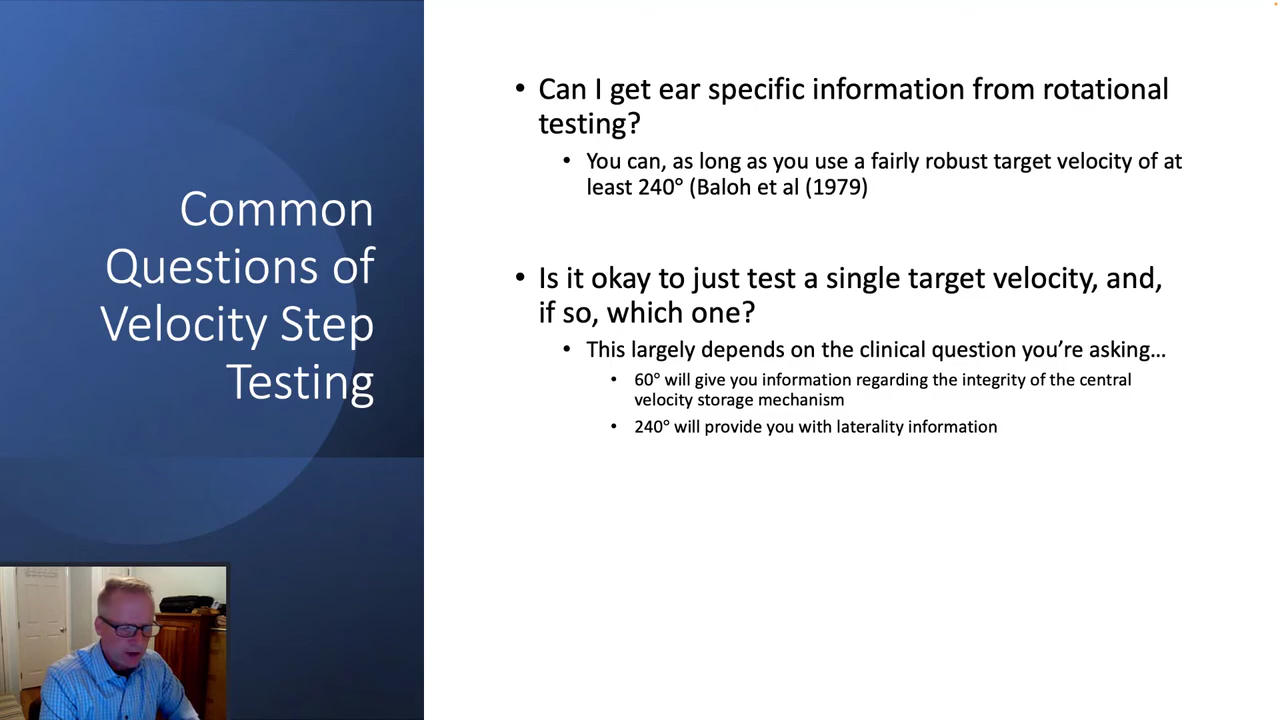 Common
Questions of
Velocity Step
Testing
• Can I get ear specific information from rotational
testing?
• You can, as long as you use a fairly robust target velocity of at
least 240° (Baloh et al (1979)
• Is it okay to just test a single target velocity, and,
if so, which one?
• This largely depends on the clinical question you’re asking…
• 60° will give you information regarding the integrity of the central
velocity storage mechanism
• 240° will provide you with laterality information